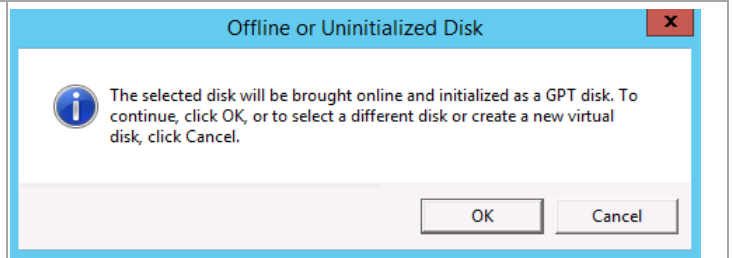 Offline or Uninitialized Disk
x
The selected disk will be brought online and initialized as a GPT disk. To
continue, click OK, or to select a different disk or create a new virtual
disk, click Cancel.
OK
Cancel